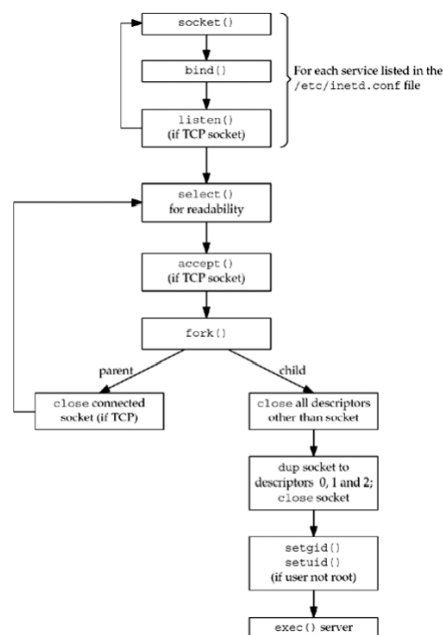 socket()
bind()
listen()
(if TCP socket)
For each service listed in the
/etc/inetd.conf file
select()
for readability
accept()
(if TCP socket)
fork()
parent
child
close connected
socket (if TCP)
close all descriptors
other than socket
dup socket to
descriptors 0, 1 and 2;
close socket
setgid()
setuid()
(if user not root)
exec() server